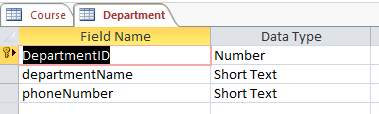 Course Department
Field Name Data Type
DepartmentID Number
departmentName Short Text
phoneNumber Short Text